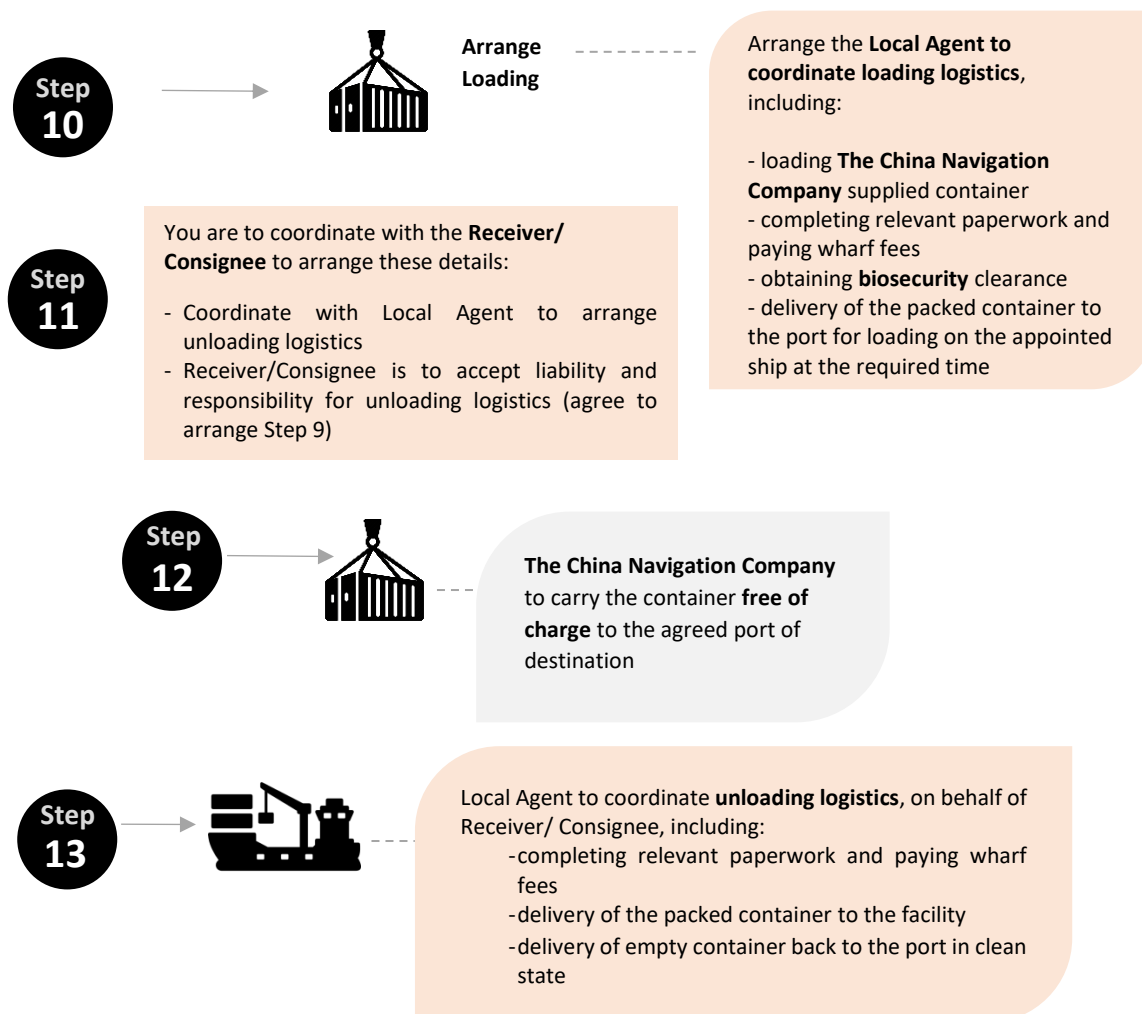 Step
10
Arrange
Loading
Arrange the Local Agent to
coordinate loading logistics,
including:
- loading The China Navigation
Company supplied container
- completing relevant paperwork and
paying wharf fees
- obtaining biosecurity clearance
- delivery of the packed container to
the port for loading on the appointed
ship at the required time
Step
11
You are to coordinate with the Receiver/
Consignee to arrange these details:
- Coordinate with Local Agent to arrange
unloading logistics
- Receiver/Consignee is to accept liability and
responsibility for unloading logistics (agree to
arrange Step 9)
Step
12
The China Navigation Company
to carry the container free of
charge to the agreed port of
destination
Step
13
Local Agent to coordinate unloading logistics, on behalf of
Receiver/ Consignee, including:
-completing relevant paperwork and paying wharf
fees
-delivery of the packed container to the facility
-delivery of empty container back to the port in clean
state